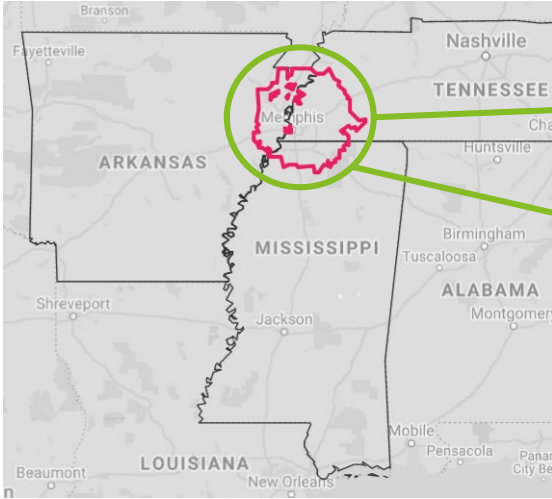 Branson
Nashville
Fayetteville
TENNESSEE
Memphis
Cha
Huntsville
ARKANSAS
Birmingham
MISSISSIPPI
Tuscaloosa
ALABAMA
Shreveport
Montgomery
Jackson
Mobile
Pensacola
Panam
City Be
LOUISIANA
Beaumont
New Orleans
n